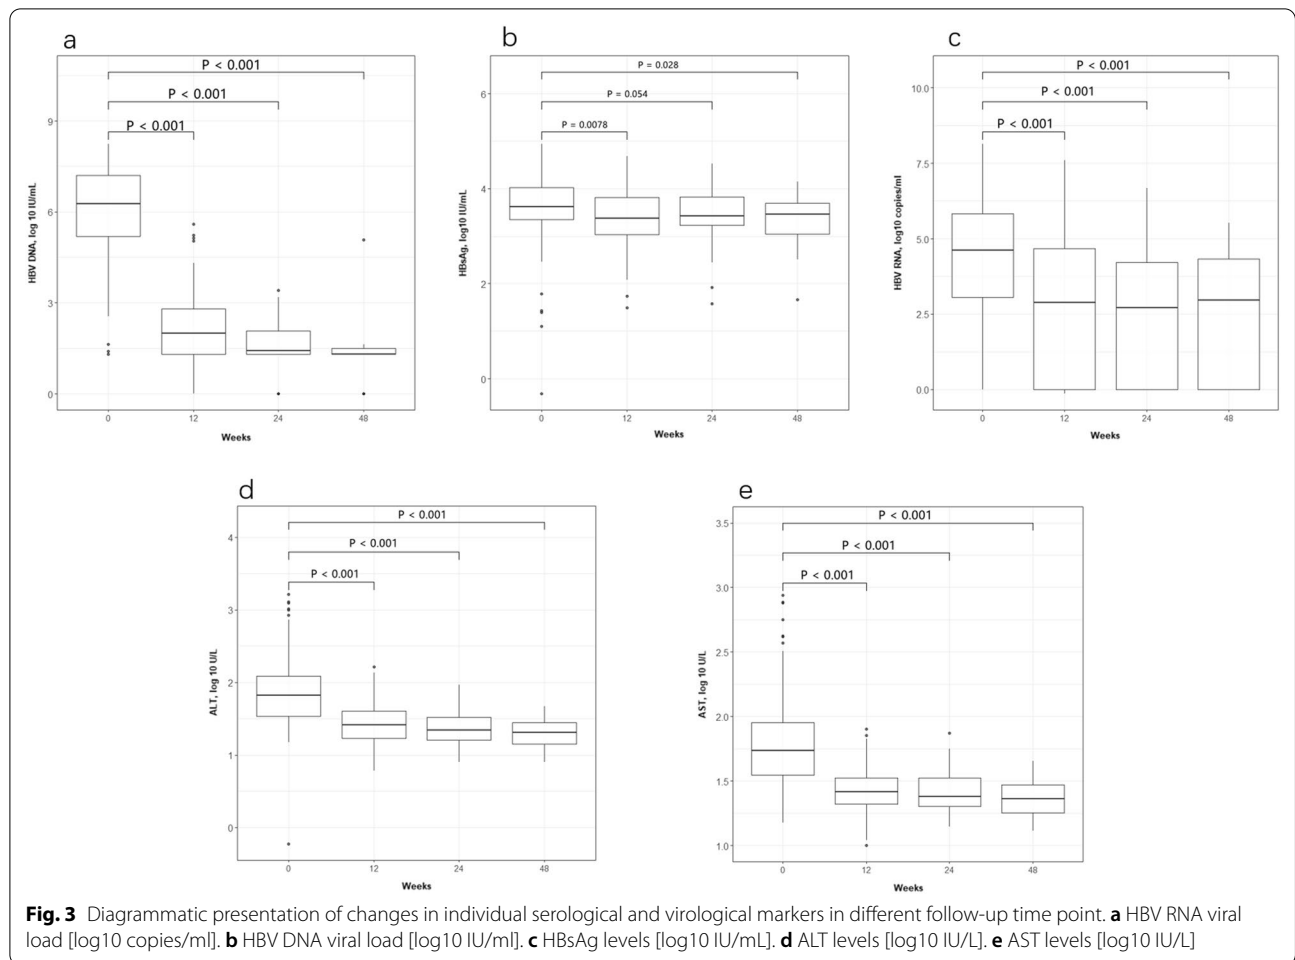 a
P < 0.001
P < 0.001
P < 0.001
9
6
3
0
HBV DNA, log 10 IU/mL
0 12 24 48
Weeks
b
P = 0.028
P = 0.054
P = 0.0078
6
4
2
0
HBsAg, log10 IU/mL
0 12 24 48
Weeks
c
P < 0.001
P < 0.001
P < 0.001
10.0
7.5
5.0
2.5
0.0
HBV RNA, log10 copies/ml
0 12 24 48
Weeks
d
P < 0.001
P < 0.001
P < 0.001
4
3
2
1
0
ALT, log 10 U/L
0 12 24 48
Weeks
e
P < 0.001
P < 0.001
P < 0.001
3.5
3.0
2.5
2.0
1.5
1.0
AST, log 10 U/L
0 12 24 48
Weeks
Fig. 3 Diagrammatic presentation of changes in individual serological and virological markers in different follow-up time point. a HBV RNA viral
load [log10 copies/ml]. b HBV DNA viral load [log10 IU/ml]. c HBsAg levels [log10 IU/mL]. d ALT levels [log10 IU/L]. e AST levels [log10 IU/L]